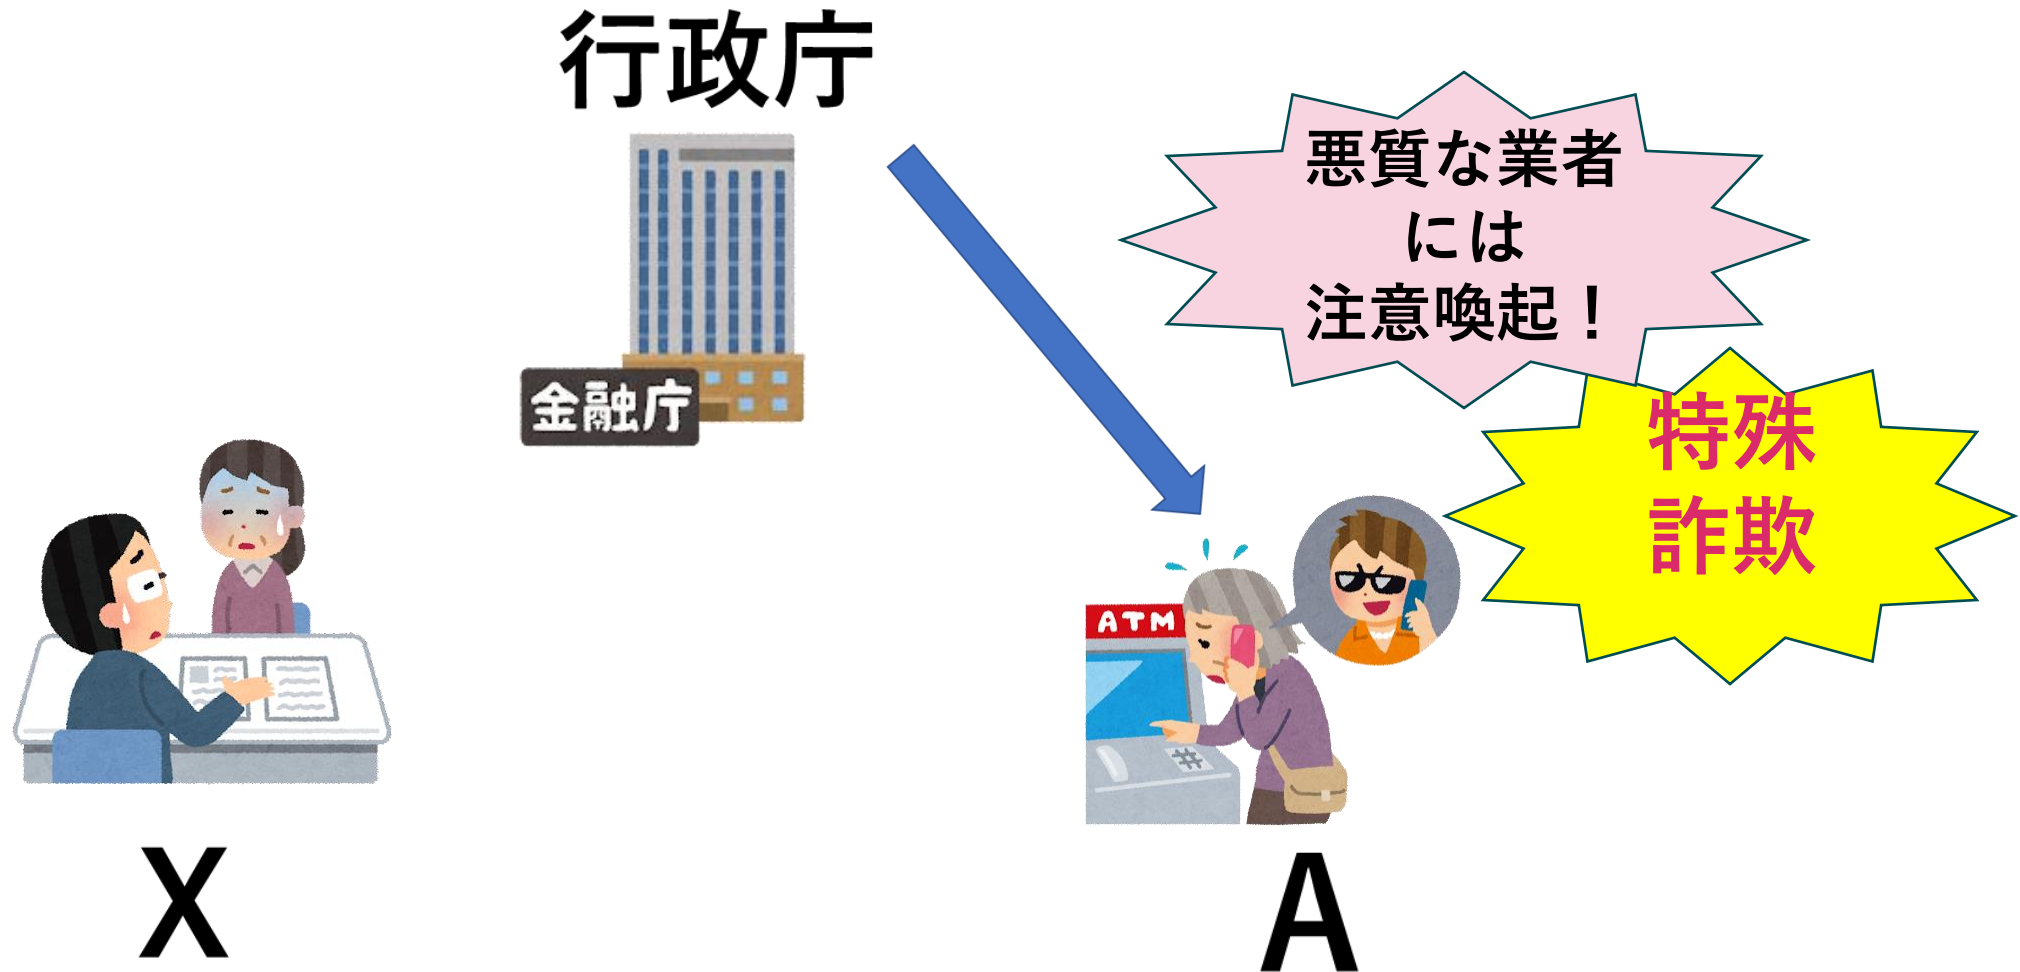 行政庁
悪質な業者
には
注意喚起！
金融庁
特殊
詐欺
ATM
X
A